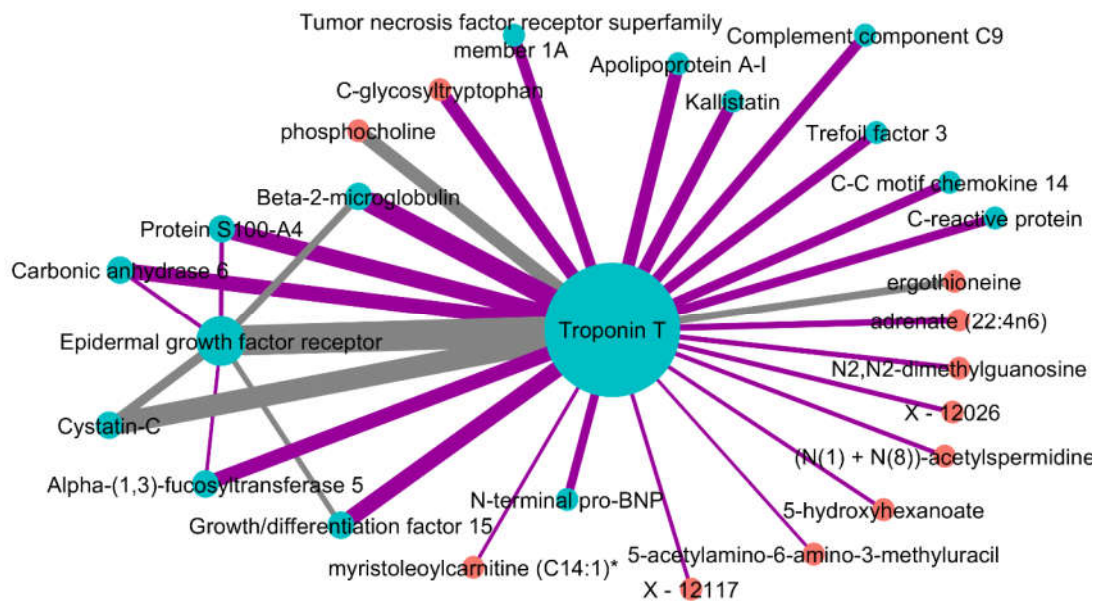 Tumor necrosis factor receptor superfamily
member 1A
Complement component C9
Apolipoprotein A-I
C-glycosyltryptophan
Kallistatin
phosphocholine
Trefoil factor 3
Beta-2-microglobulin
C-C motif chemokine 14
Protein S100-A4
C-reactive protein
Carbonic anhydrase 6
ergothioneine
adrenate (22:4n6)
Troponin T
Epidermal growth factor receptor
N2,N2-dimethylguanosine
X - 12026
Cystatin-C
(N(1) + N(8))-acetylspermidine
Alpha-(1,3)-fucosyltransferase 5
N-terminal pro-BNP
5-hydroxyhexanoate
Growth/differentiation factor 15
5-acetylamino-6-amino-3-methyluracil
myristoleoylcarnitine (C14:1)*
X - 12117